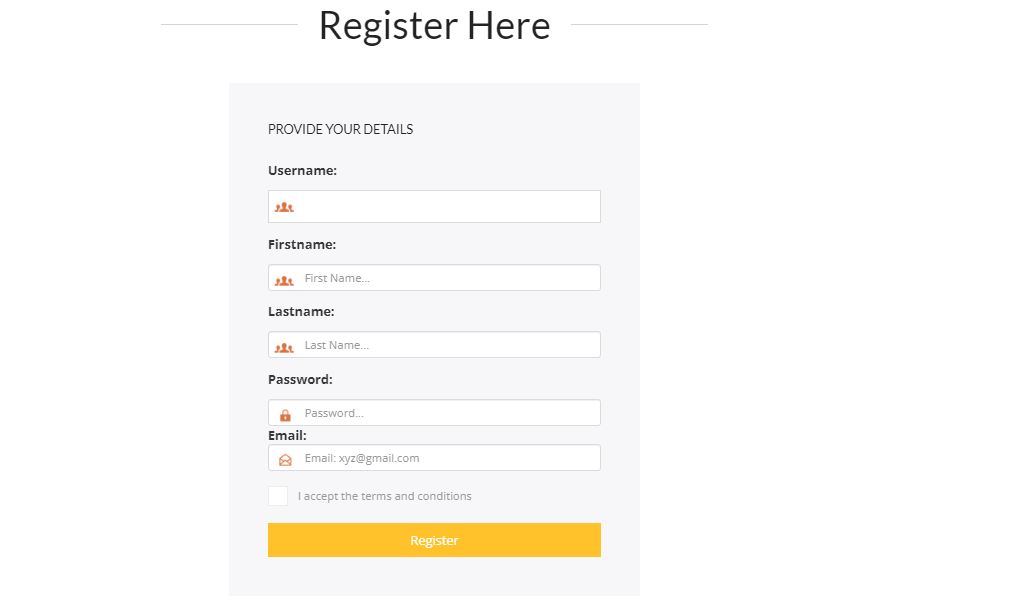 Register Here
PROVIDE YOUR DETAILS
Username:
Firstname:
First Name...
Lastname:
Last Name...
Password:
Password...
Email:
Email: xyz@gmail.com
I accept the terms and conditions
Register